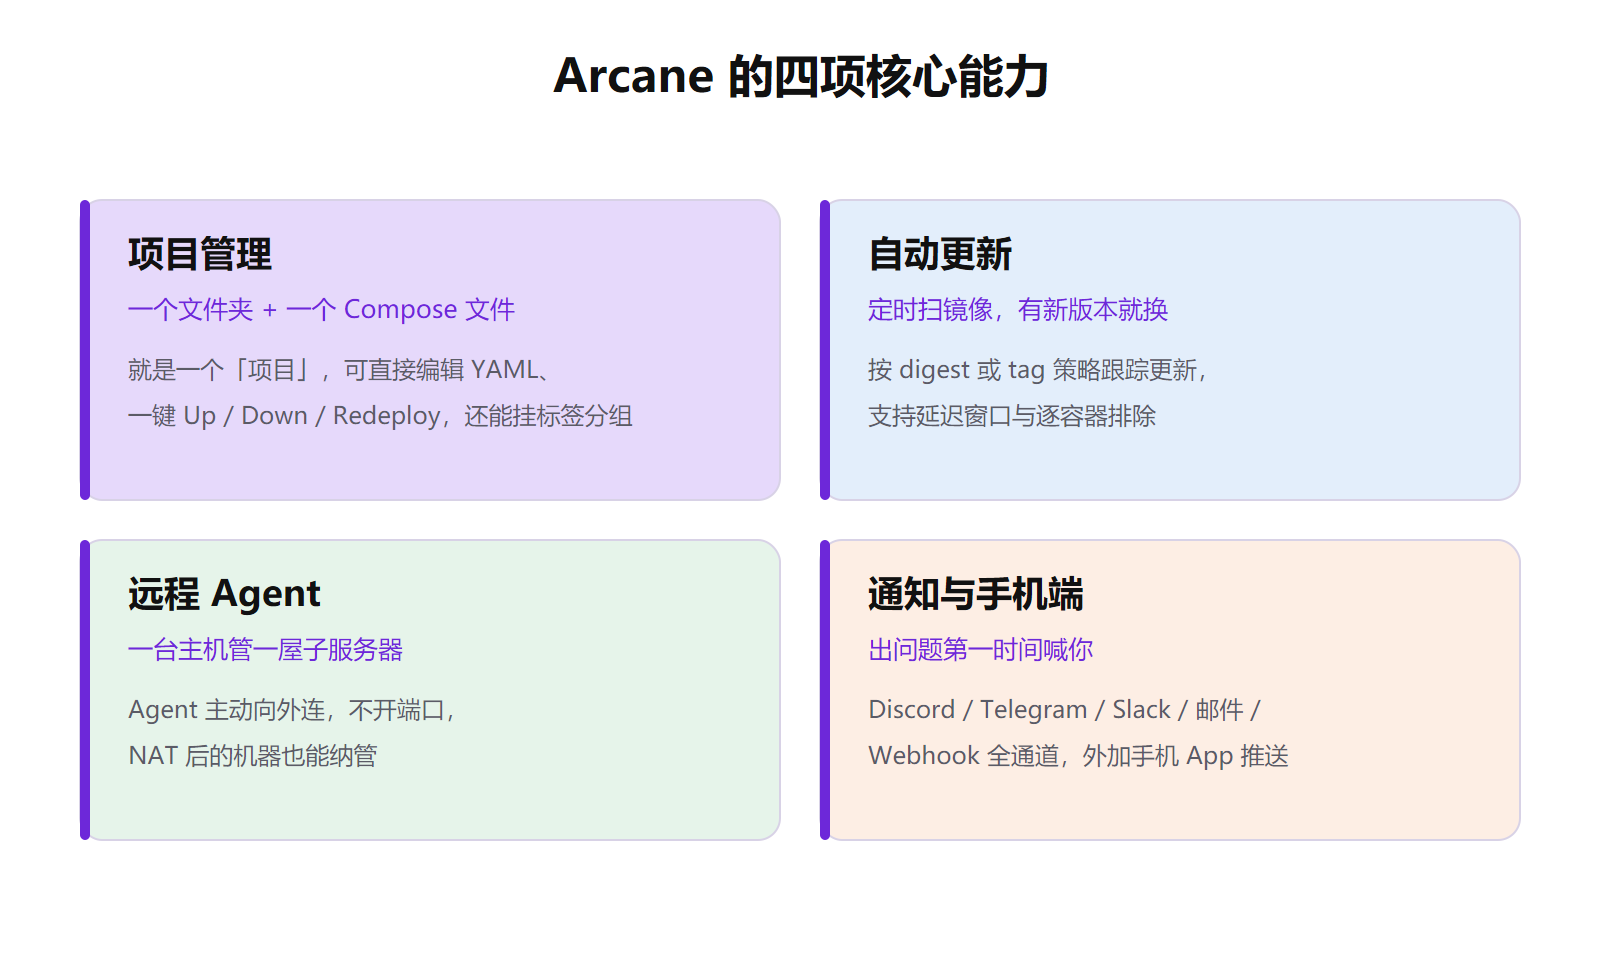 Arcane 的四项核心能力
项目管理
一个文件夹 + 一个 Compose 文件
就是一个「项目」，可直接编辑 YAML、
一键 Up / Down / Redeploy，还能挂标签分组
自动更新
定时扫镜像，有新版本就换
按 digest 或 tag 策略跟踪更新，
支持延迟窗口与逐容器排除
远程 Agent
一台主机管一屋子服务器
Agent 主动向外连，不开端口，
NAT 后的机器也能纳管
通知与手机端
出问题第一时间喊你
Discord / Telegram / Slack / 邮件 /
Webhook 全通道，外加手机 App 推送